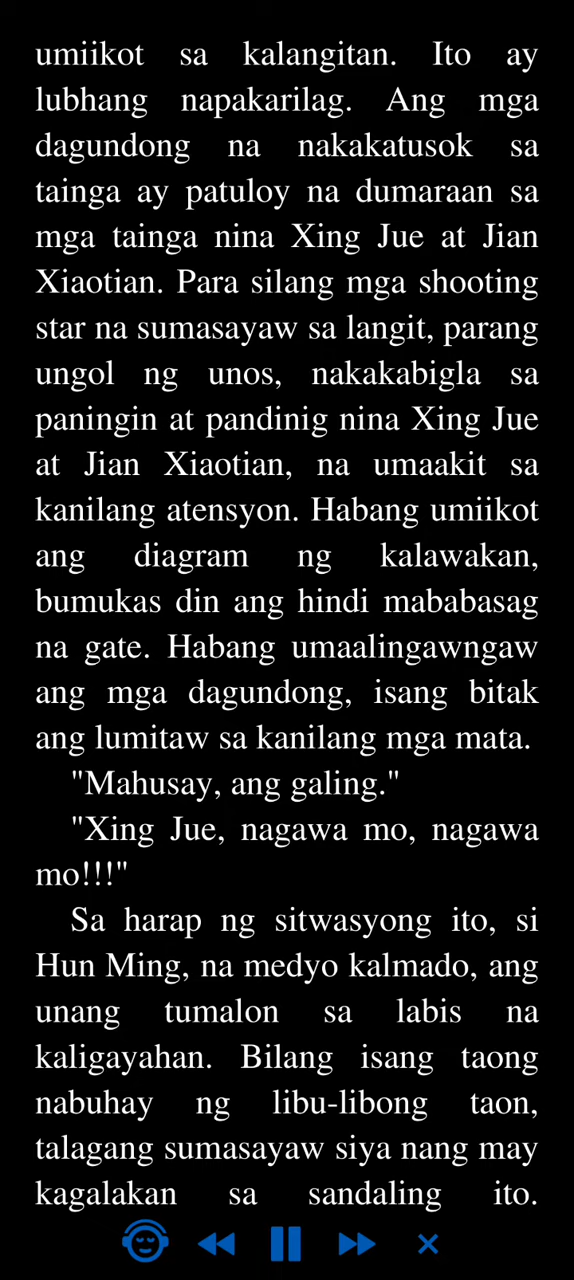 umiikot sa kalangitan. Ito ay
lubhang napakarilag. Ang mga
dagundong na nakakatusok sa
tainga ay patuloy na dumaraan sa
mga tainga nina Xing Jue at Jian
Xiaotian. Para silang mga shooting
star na sumasayaw sa langit, parang
ungol ng unos, nakakabigla sa
paningin at pandinig nina Xing Jue
at Jian Xiaotian, na umaakit sa
kanilang atensyon. Habang umiikot
ang diagram ng kalawakan,
bumukas din ang hindi mababasag
na gate. Habang umaalingawngaw
ang mga dagundong, isang bitak
ang lumitaw sa kanilang mga mata.
"Mahusay, ang galing."
"Xing Jue, nagawa mo, nagawa
mo!!!"
Sa harap ng sitwasyong ito, si
Hun Ming, na medyo kalmado, ang
unang tumalon sa labis na
kaligayahan. Bilang isang taong
nabuhay ng libu-libong taon,
talagang sumasayaw siya nang may
kagalakan sa sandaling ito.